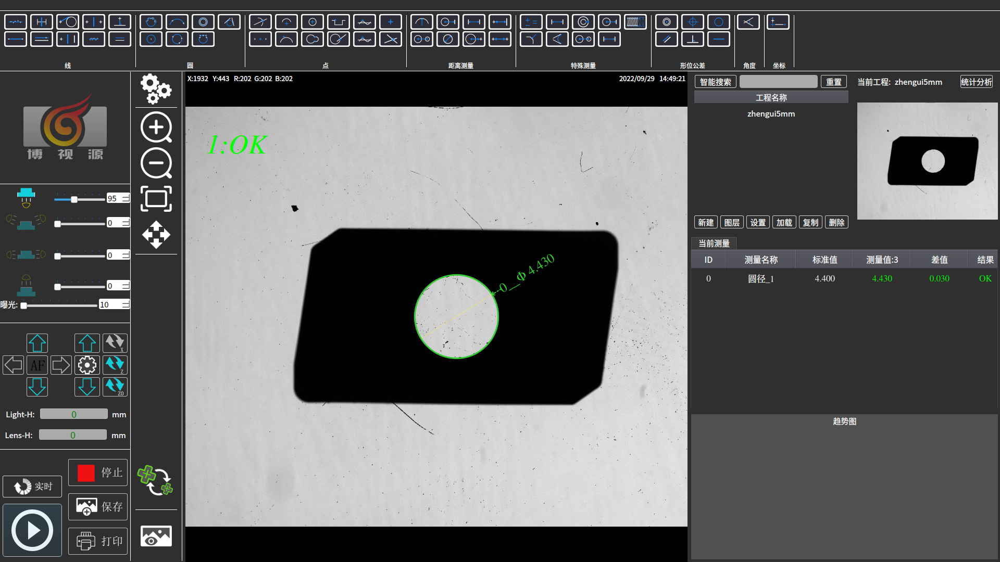 线
圆
点
距离测量
特殊测量
形位公差
角度
坐标
X:1932 Y:443 R:202 G:202 B:202
2022/09/29 14:49:21
智能搜索
重置
当前工程: zhengui5mm
统计分析
工程名称
zhengui5mm
博 视 源
1:OK
95
0
0
0
曝光:
10
0__Φ 4.430
新建
图层
设置
加载
复制
删除
当前测量
ID 测量名称 标准值 测量值:3 差值 结果
0 圆径_1 4.400 4.430 0.030 OK
X
AF
Z
Z0
Light-H: 0 mm
Lens-H: 0 mm
趋势图
停止
实时
保存
打印